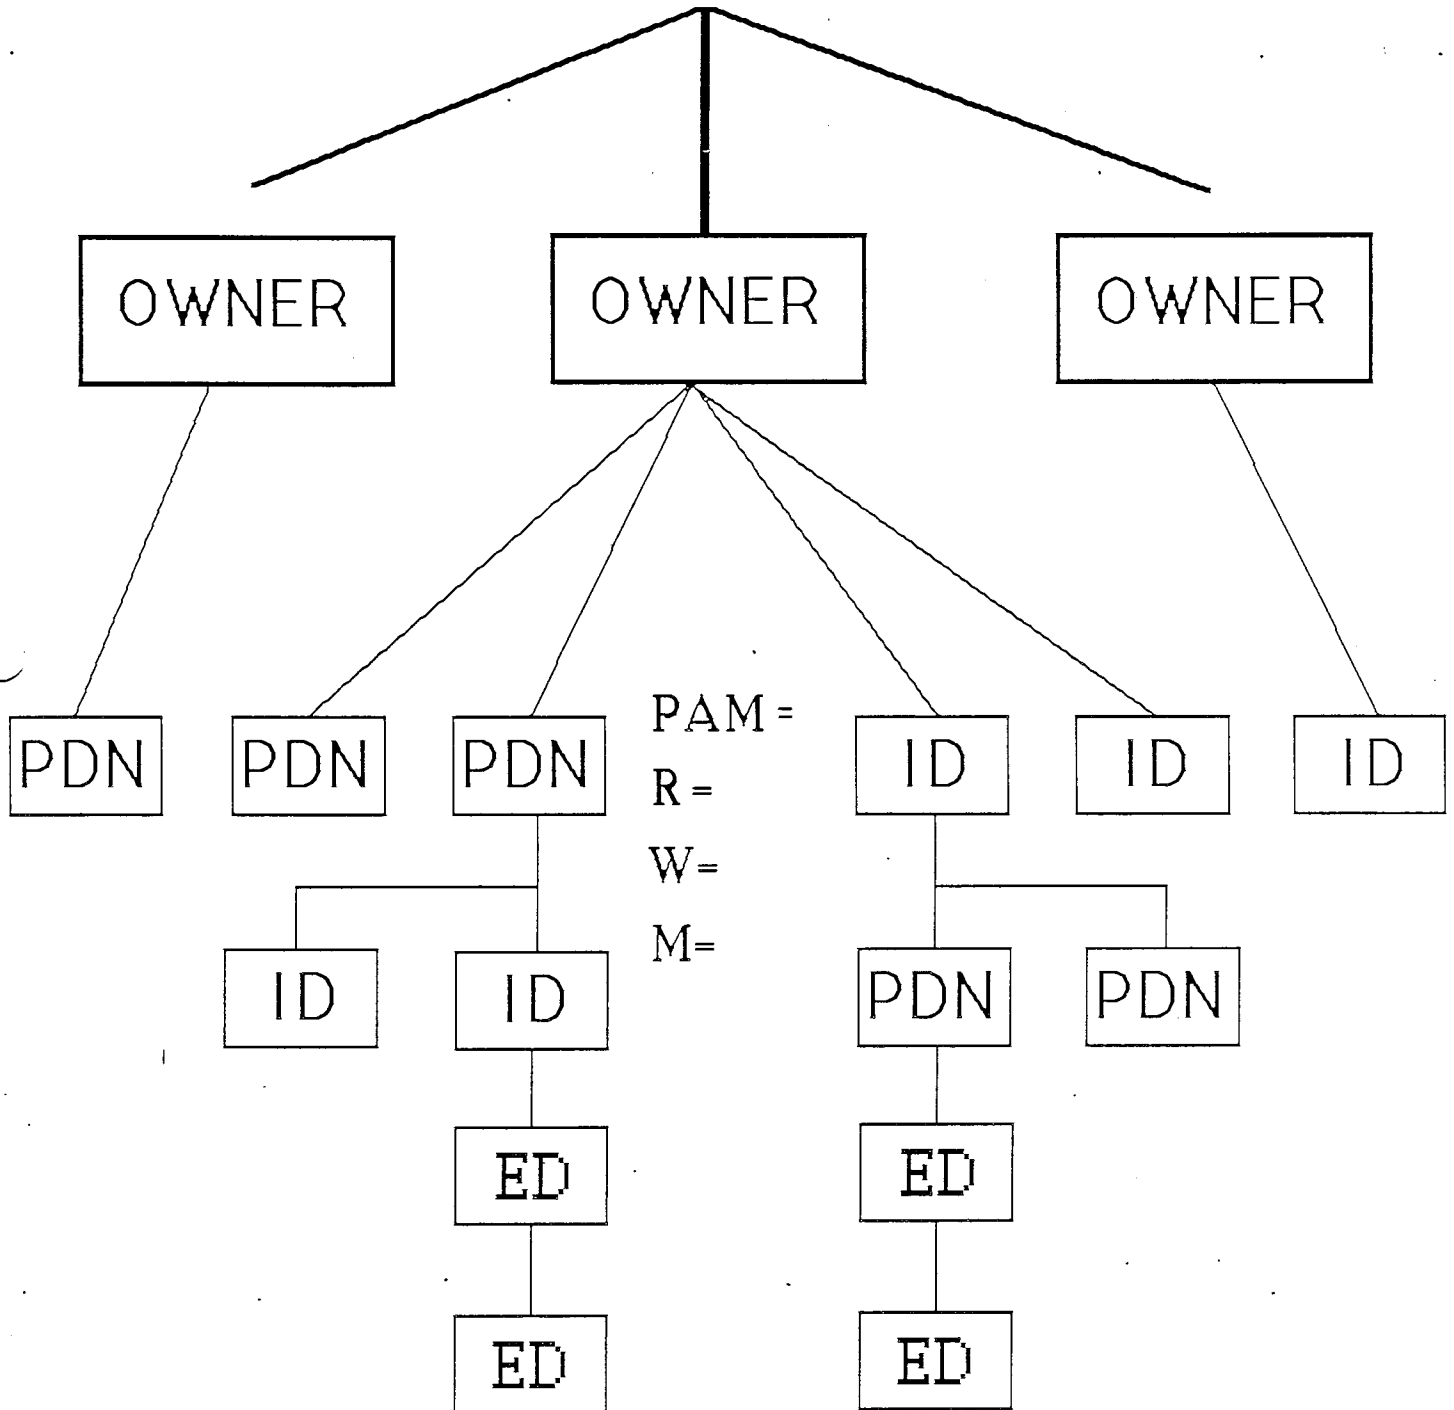 OWNER OWNER OWNER
PAM=
PDN PDN PDN ID ID ID
R=
W=
M=
ID ID PDN PDN
ED ED
ED ED